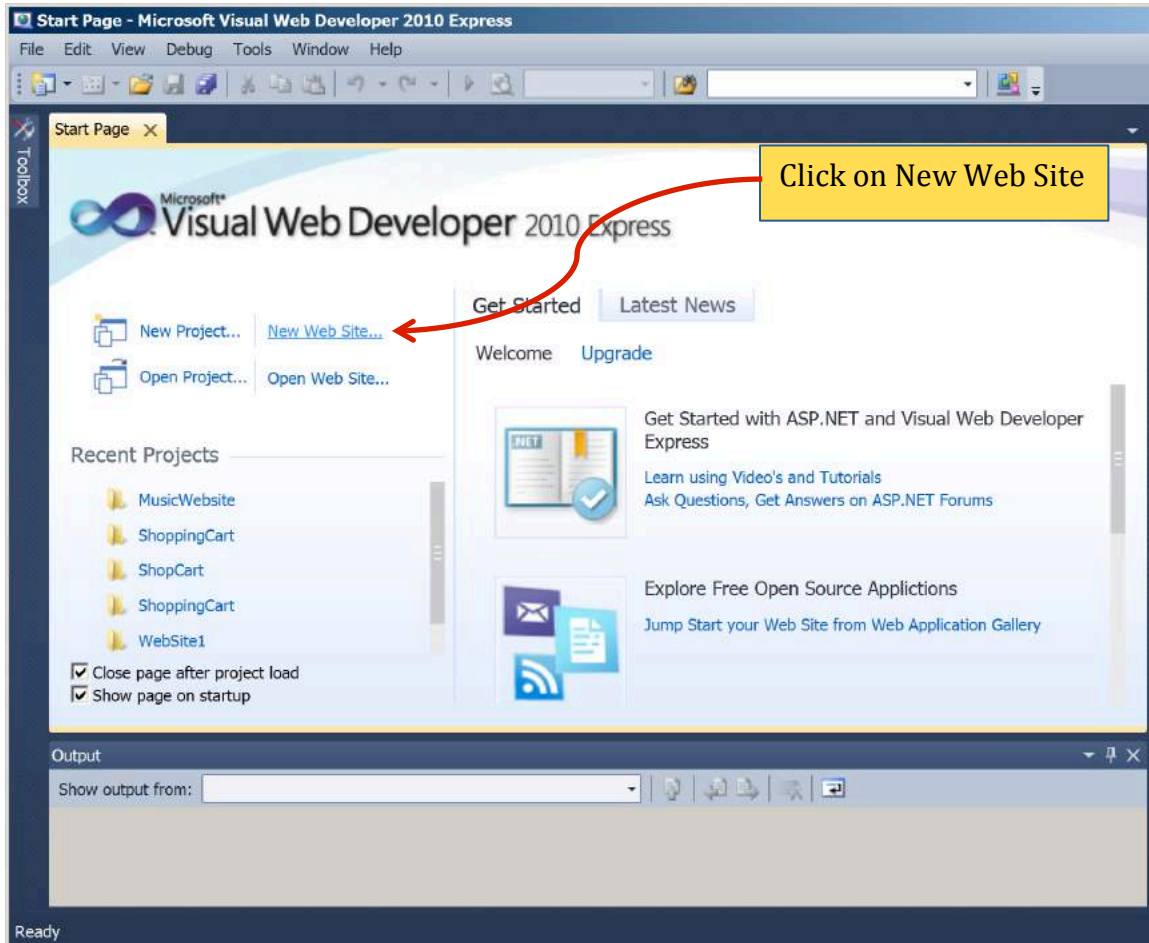 Start Page - Microsoft Visual Web Developer 2010 Express
File Edit View Debug Tools Window Help
Toolbox
Start Page
Click on New Web Site
Microsoft®
Visual Web Developer 2010 Express
New Project... New Web Site...
Open Project... Open Web Site...
Recent Projects
MusicWebsite
ShoppingCart
ShopCart
ShoppingCart
WebSite1
Close page after project load
Show page on startup
Get Started Latest News
Welcome Upgrade
.NET
Get Started with ASP.NET and Visual Web Developer
Express
Learn using Video's and Tutorials
Ask Questions, Get Answers on ASP.NET Forums
Explore Free Open Source Applictions
Jump Start your Web Site from Web Application Gallery
Output
Show output from:
Ready